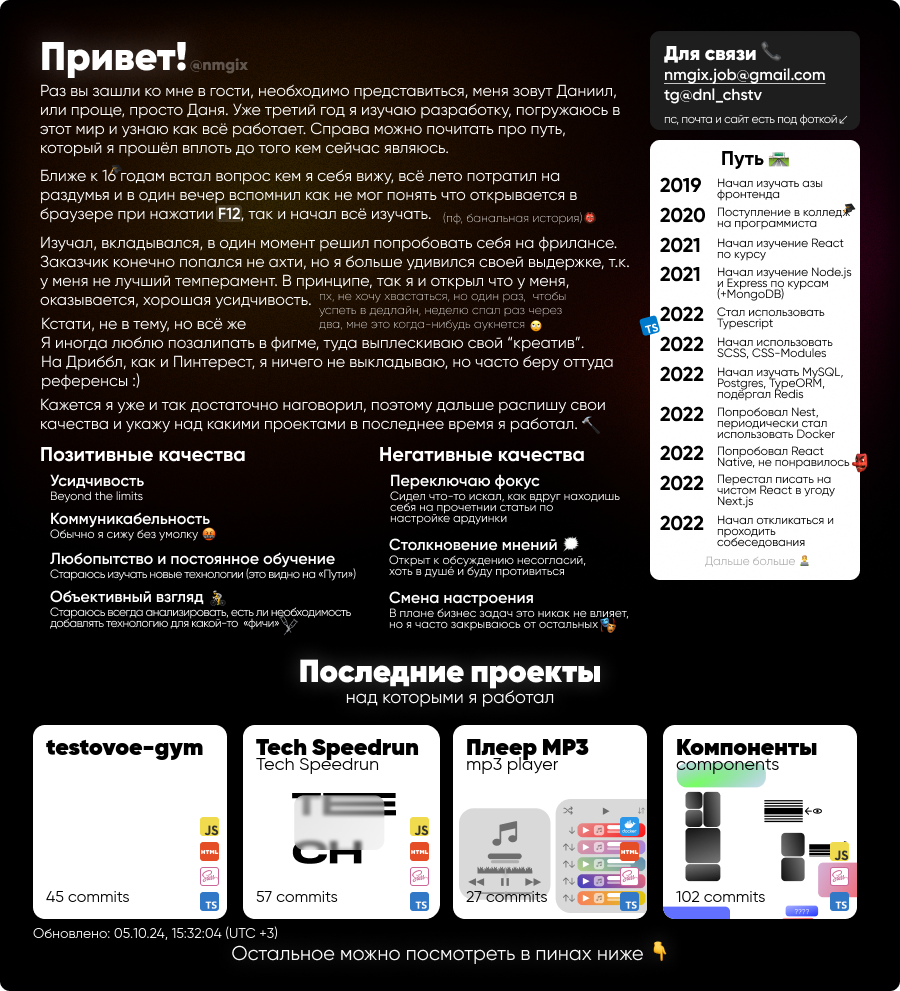 Привет! @nmgix
Раз вы зашли ко мне в гости, необходимо представиться, меня зовут Даниил,
или проще, просто Даня. Уже третий год я изучаю разработку, погружаюсь в
этот мир и узнаю как всё работает. Справа можно почитать про путь,
который я прошёл вплоть до того кем сейчас являюсь.
Ближе к 16 годам встал вопрос кем я себя вижу, всё лето потратил на
раздумья и в один вечер вспомнил как не мог понять что открывается в
браузере при нажатии F12, так и начал всё изучать. (пф, банальная история)
Изучал, вкладывался, в один момент решил попробовать себя на фрилансе.
Заказчик конечно попался не ахти, но я больше удивился своей выдержке, т.к.
у меня не лучший темперамент. В принципе, так я и открыл что у меня,
оказывается, хорошая усидчивость.
пх, не хочу хвастаться, но один раз, чтобы
успеть в дедлайн, неделю спал раз через
два, мне это когда-нибудь аукнется
Кстати, не в тему, но всё же
Я иногда люблю позалипать в фигме, туда выплескиваю свой "креатив".
На Дриббл, как и Пинтерест, я ничего не выкладываю, но часто беру оттуда
референсы :)
Кажется я уже и так достаточно наговорил, поэтому дальше распишу свои
качества и укажу над какими проектами в последнее время я работал.
Позитивные качества
Усидчивость
Beyond the limits
Коммуникабельность
Обычно я сижу без умолку
Любопытство и постоянное обучение
Стараюсь изучать новые технологии (это видно на «Пути»)
Объективный взгляд
Стараюсь всегда анализировать, есть ли необходимость
добавлять технологию для какой-то «фичи»
Негативные качества
Переключаю фокус
Сидел что-то искал, как вдруг находишь
себя на прочетнии статьи по
настройке ардуинки
Столкновение мнений
Открыт к обсуждению несогласий,
хоть в душе и буду противиться
Смена настроения
В плане бизнес задач это никак не влияет,
но я часто закрываюсь от остальных
Для связи
nmgix.job@gmail.com
tg@dnl_chstv
пс, почта и сайт есть под фоткой↙
Путь
2019 Начал изучать азы
фронтенда
2020 Поступление в колледж
на программиста
2021 Начал изучение React
по курсу
2021 Начал изучение Node.js
и Express по курсам
(+MongoDB)
2022 Стал использовать
Typescript
TS
2022 Начал использовать
SCSS, CSS-Modules
2022 Начал изучать MySQL,
Postgres, TypeORM,
подёргал Redis
2022 Попробовал Nest,
периодически стал
использовать Docker
2022 Попробовал React
Native, не понравилось
2022 Перестал писать на
чистом React в угоду
Next.js
2022 Начал откликаться и
проходить
собеседования
Дальше больше
Последние проекты
над которыми я работал
testovoe-gym
JS
HTML
Sass
TS
45 commits
Tech Speedrun
Tech Speedrun
TE
CH
JS
HTML
Sass
TS
57 commits
Плеер MP3
mp3 player
docker
HTML
Sass
TS
27 commits
Компоненты
components
JS
Sass
TS
????
102 commits
Обновлено: 05.10.24, 15:32:04 (UTC +3)
Остальное можно посмотреть в пинах ниже